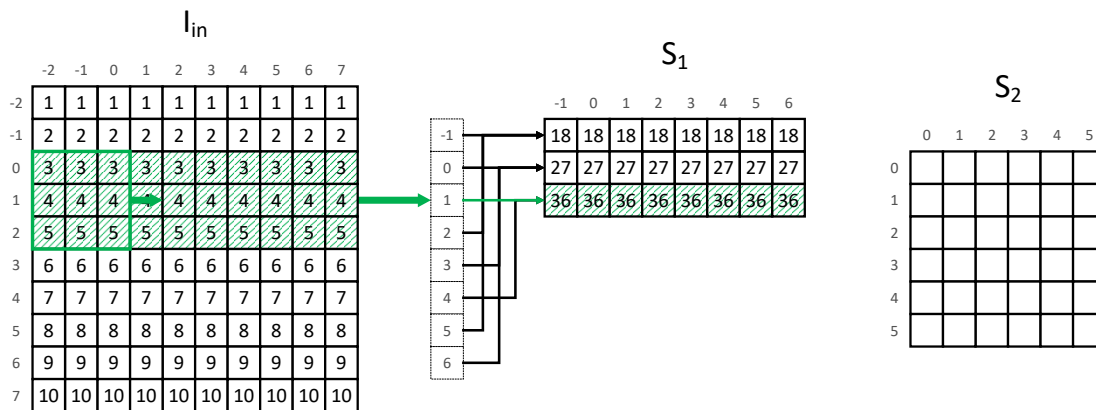 I_in
-2 -1 0 1 2 3 4 5 6 7
-2 1 1 1 1 1 1 1 1 1 1
-1 2 2 2 2 2 2 2 2 2 2
0 3 3 3 3 3 3 3 3 3 3
1 4 4 4 4 4 4 4 4 4 4
2 5 5 5 5 5 5 5 5 5 5
3 6 6 6 6 6 6 6 6 6 6
4 7 7 7 7 7 7 7 7 7 7
5 8 8 8 8 8 8 8 8 8 8
6 9 9 9 9 9 9 9 9 9 9
7 10 10 10 10 10 10 10 10 10 10
-1
0
1
2
3
4
5
6
S_1
-1 0 1 2 3 4 5 6
18 18 18 18 18 18 18 18
27 27 27 27 27 27 27 27
36 36 36 36 36 36 36 36
S_2
0 1 2 3 4 5
0
1
2
3
4
5